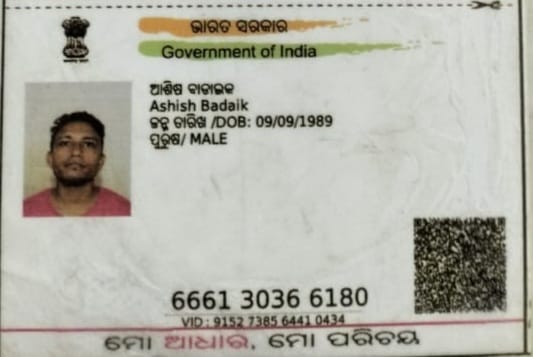 ଭାରତ ସରକାର
Government of India
ଆଶିଷ ବାଡାଇକ
Ashish Badaik
ଜନ୍ମ ତାରିଖ /DOB: 09/09/1989
ପୁରୁଷ/ MALE
6661 3036 6180
VID : 9152 7385 6441 0434
ମୋ ଆଧାର, ମୋ ପରିଚୟ